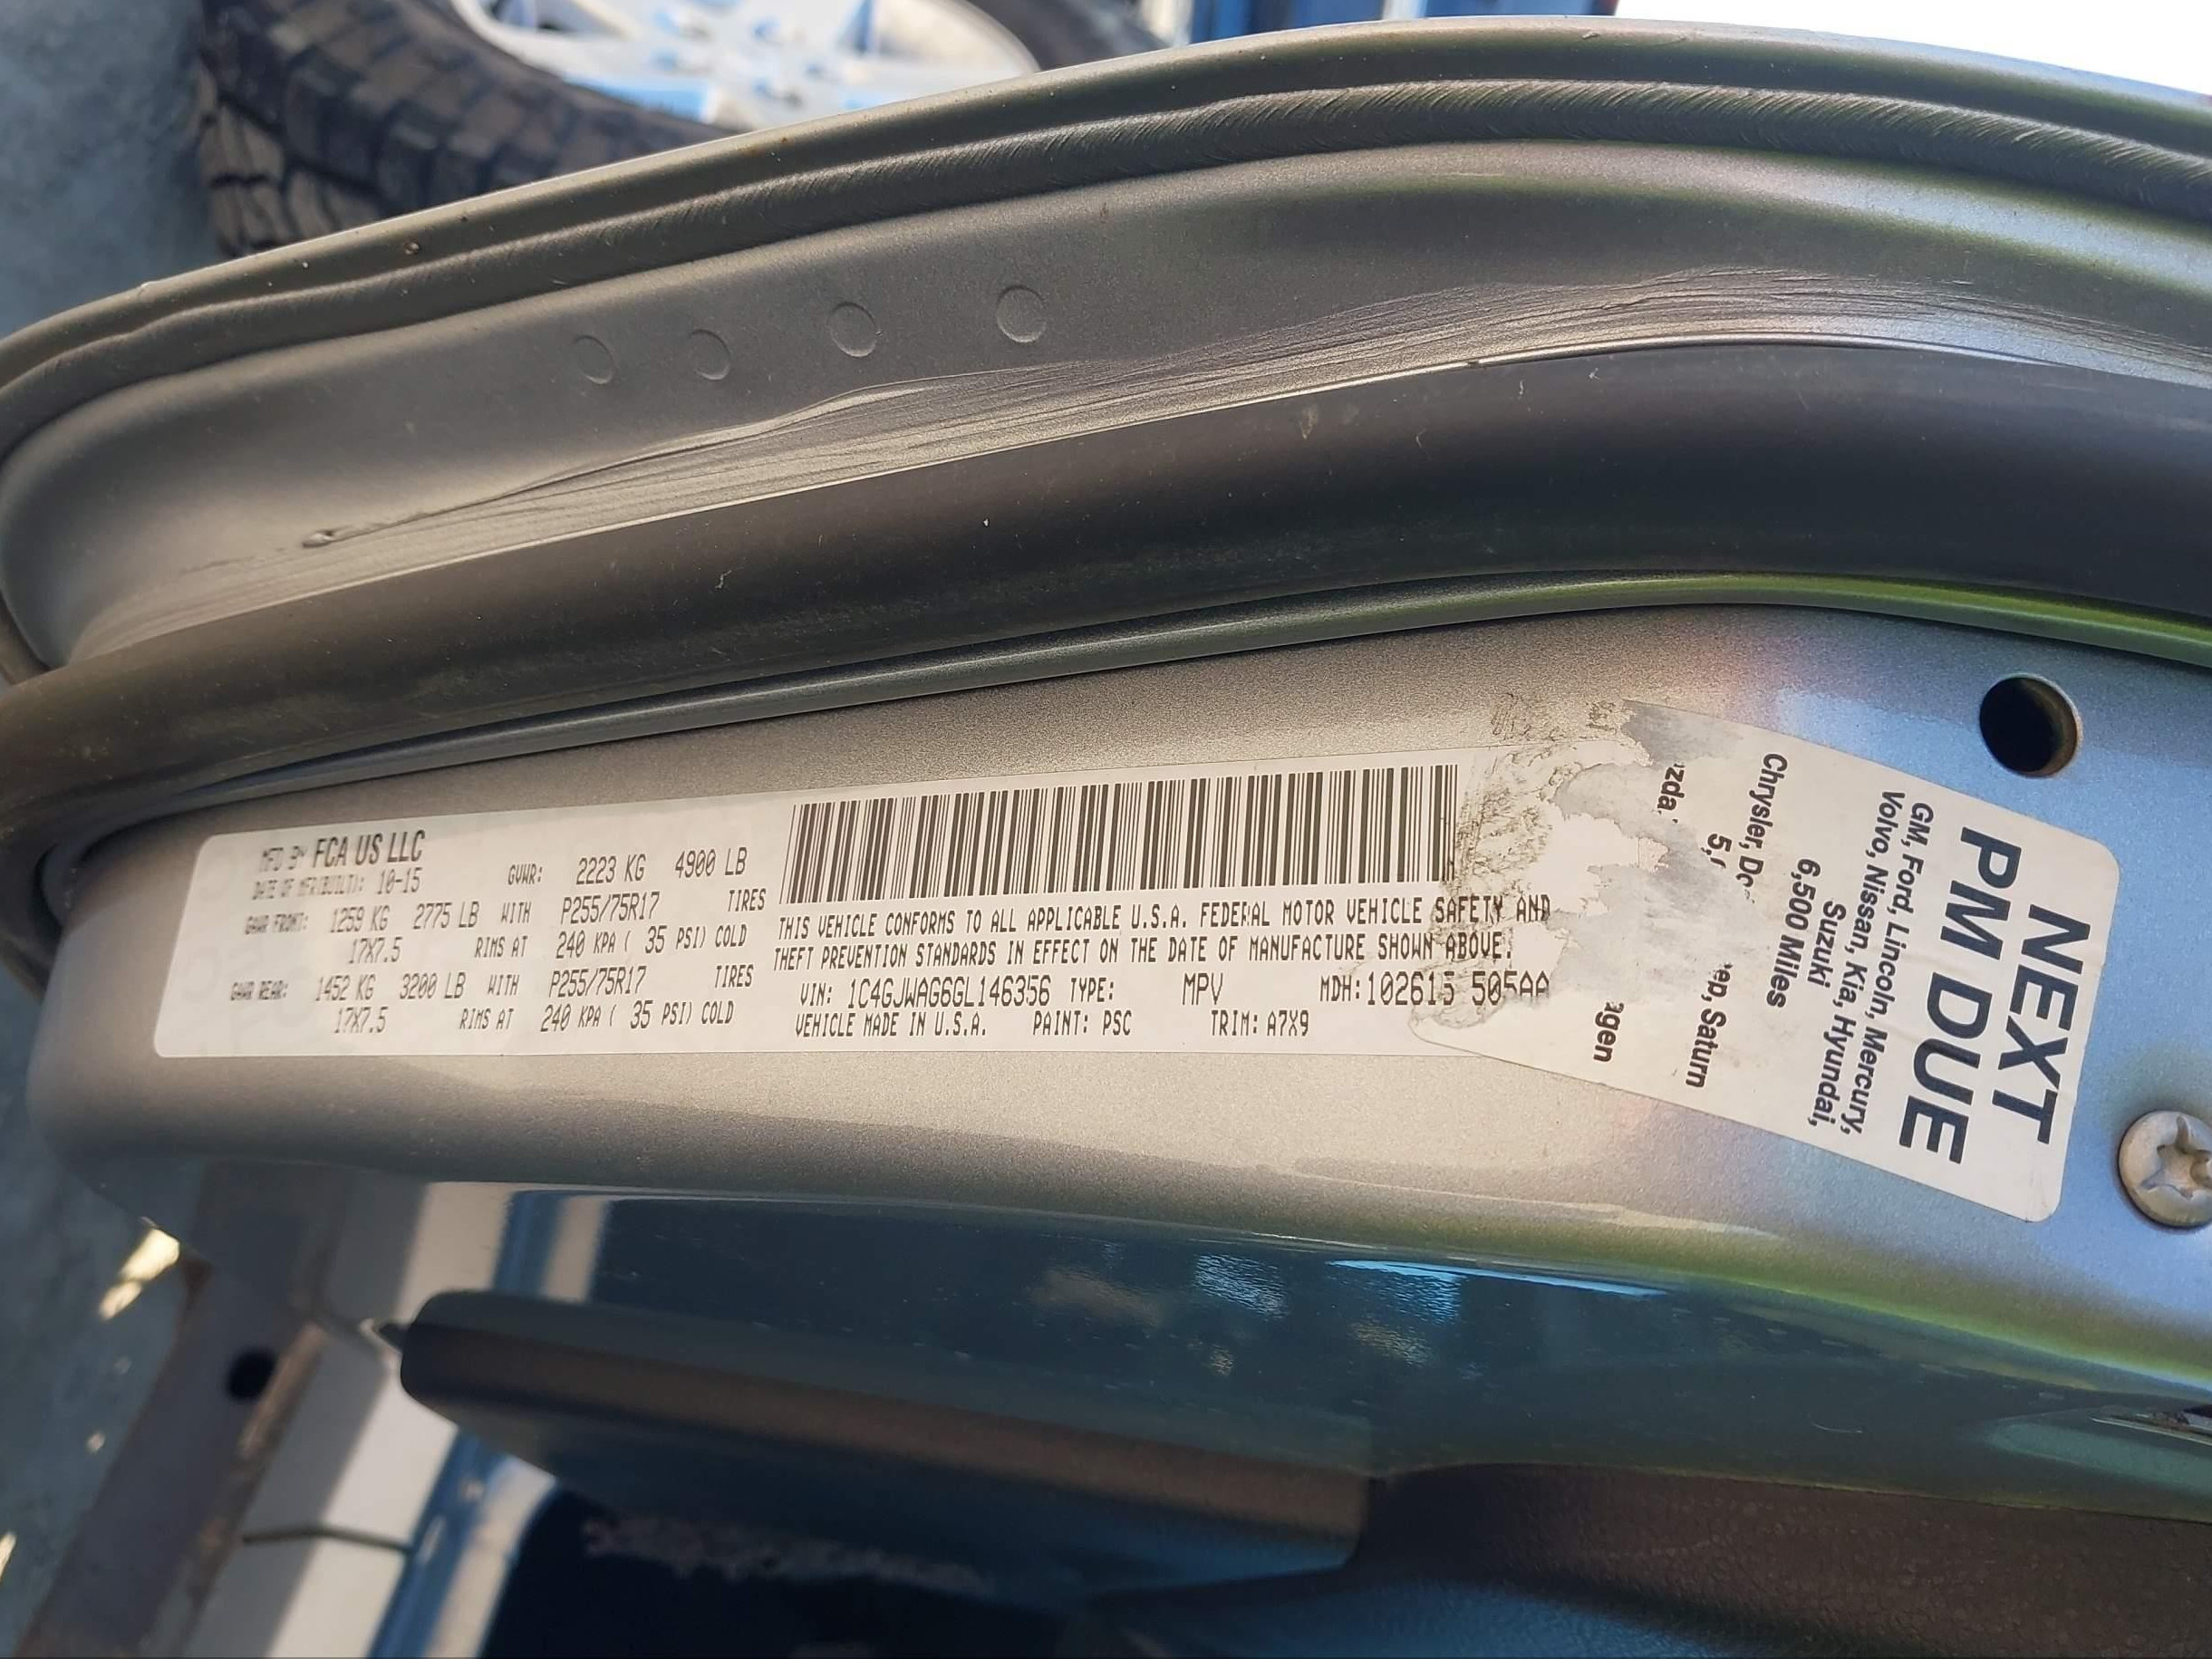 MFD BY FCA US LLC
DATE OF MFR(BUILT): 10-15
GVWR: 2223 KG 4900 LB
GAWR FRONT: 1259 KG 2775 LB WITH P255/75R17 TIRES
17X7.5 RIMS AT 240 KPA ( 35 PSI) COLD
GAWR REAR: 1452 KG 3200 LB WITH P255/75R17 TIRES
17X7.5 RIMS AT 240 KPA ( 35 PSI) COLD
THIS VEHICLE CONFORMS TO ALL APPLICABLE U.S.A. FEDERAL MOTOR VEHICLE SAFETY AND
THEFT PREVENTION STANDARDS IN EFFECT ON THE DATE OF MANUFACTURE SHOWN ABOVE.
VIN: 1C4GJWAG6GL146356 TYPE: MPV MDH:102615 505AA
VEHICLE MADE IN U.S.A. PAINT: PSC TRIM: A7X9
NEXT
PM DUE
GM, Ford, Lincoln, Mercury,
Volvo, Nissan, Kia, Hyundai,
Suzuki
6,500 Miles
Chrysler, Saturn